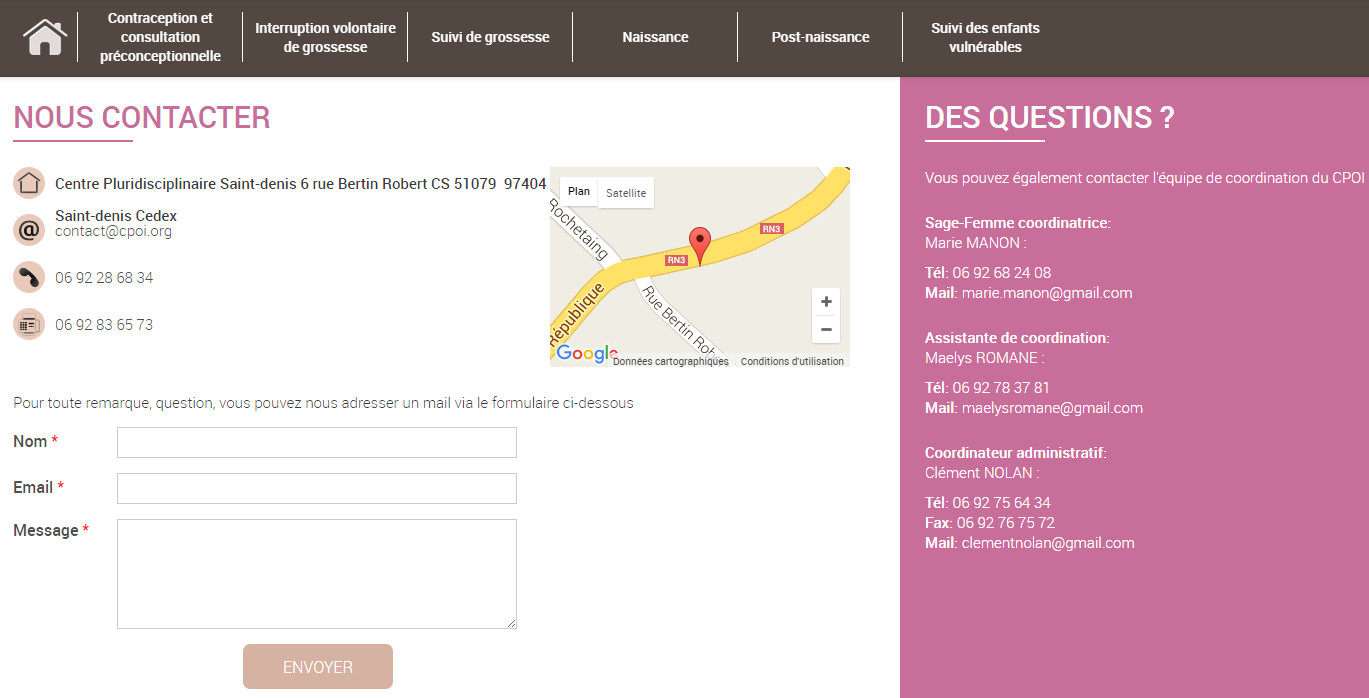 Contraception et
consultation
préconceptionnelle
Interruption volontaire
de grossesse
Suivi de grossesse
Naissance
Post-naissance
Suivi des enfants
vulnérables
NOUS CONTACTER
Centre Pluridisciplinaire Saint-denis 6 rue Bertin Robert CS 51079 97404
Saint-denis Cedex
@
contact@cpoi.org
06 92 28 68 34
06 92 83 65 73
Plan
Satellite
Rochetaing
RN3
RN3
République
Rue Bertin Rob
+
−
Google
Données cartographiques
Conditions d'utilisation
Pour toute remarque, question, vous pouvez nous adresser un mail via le formulaire ci-dessous
Nom *
Email *
Message *
ENVOYER
DES QUESTIONS ?
Vous pouvez également contacter l'équipe de coordination du CPOI
Sage-Femme coordinatrice:
Marie MANON :
Tél: 06 92 68 24 08
Mail: marie.manon@gmail.com
Assistante de coordination:
Maelys ROMANE :
Tél: 06 92 78 37 81
Mail: maelysromane@gmail.com
Coordinateur administratif:
Clément NOLAN :
Tél: 06 92 75 64 34
Fax: 06 92 76 75 72
Mail: clementnolan@gmail.com